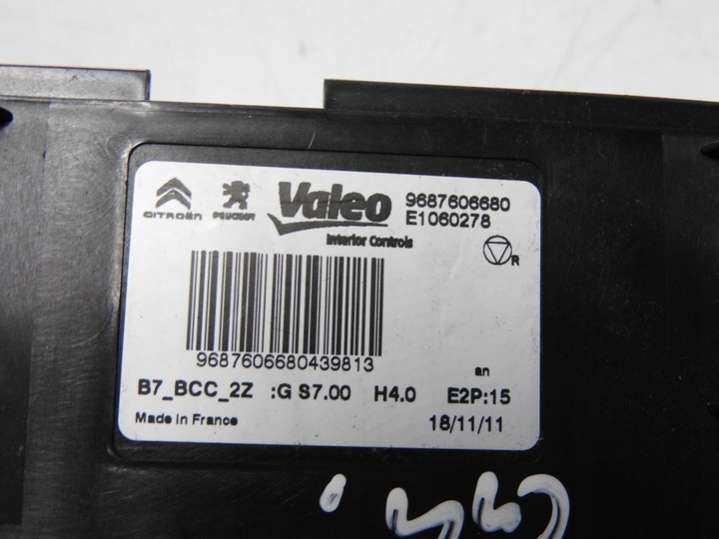 CITROËN PEUGEOT Valeo 9687606680
E1060278
Interior Controls
R
9687606680439813
an
B7_BCC_2Z :G S7.00 H4.0 E2P:15
Made in France 18/11/11